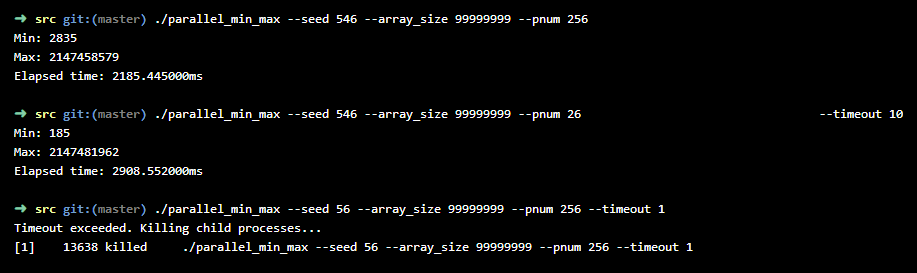 ➜ src git:(master) ./parallel_min_max --seed 546 --array_size 99999999 --pnum 256
Min: 2835
Max: 2147458579
Elapsed time: 2185.445000ms
➜ src git:(master) ./parallel_min_max --seed 546 --array_size 99999999 --pnum 26 --timeout 10
Min: 185
Max: 2147481962
Elapsed time: 2908.552000ms
➜ src git:(master) ./parallel_min_max --seed 56 --array_size 99999999 --pnum 256 --timeout 1
Timeout exceeded. Killing child processes...
[1] 13638 killed ./parallel_min_max --seed 56 --array_size 99999999 --pnum 256 --timeout 1